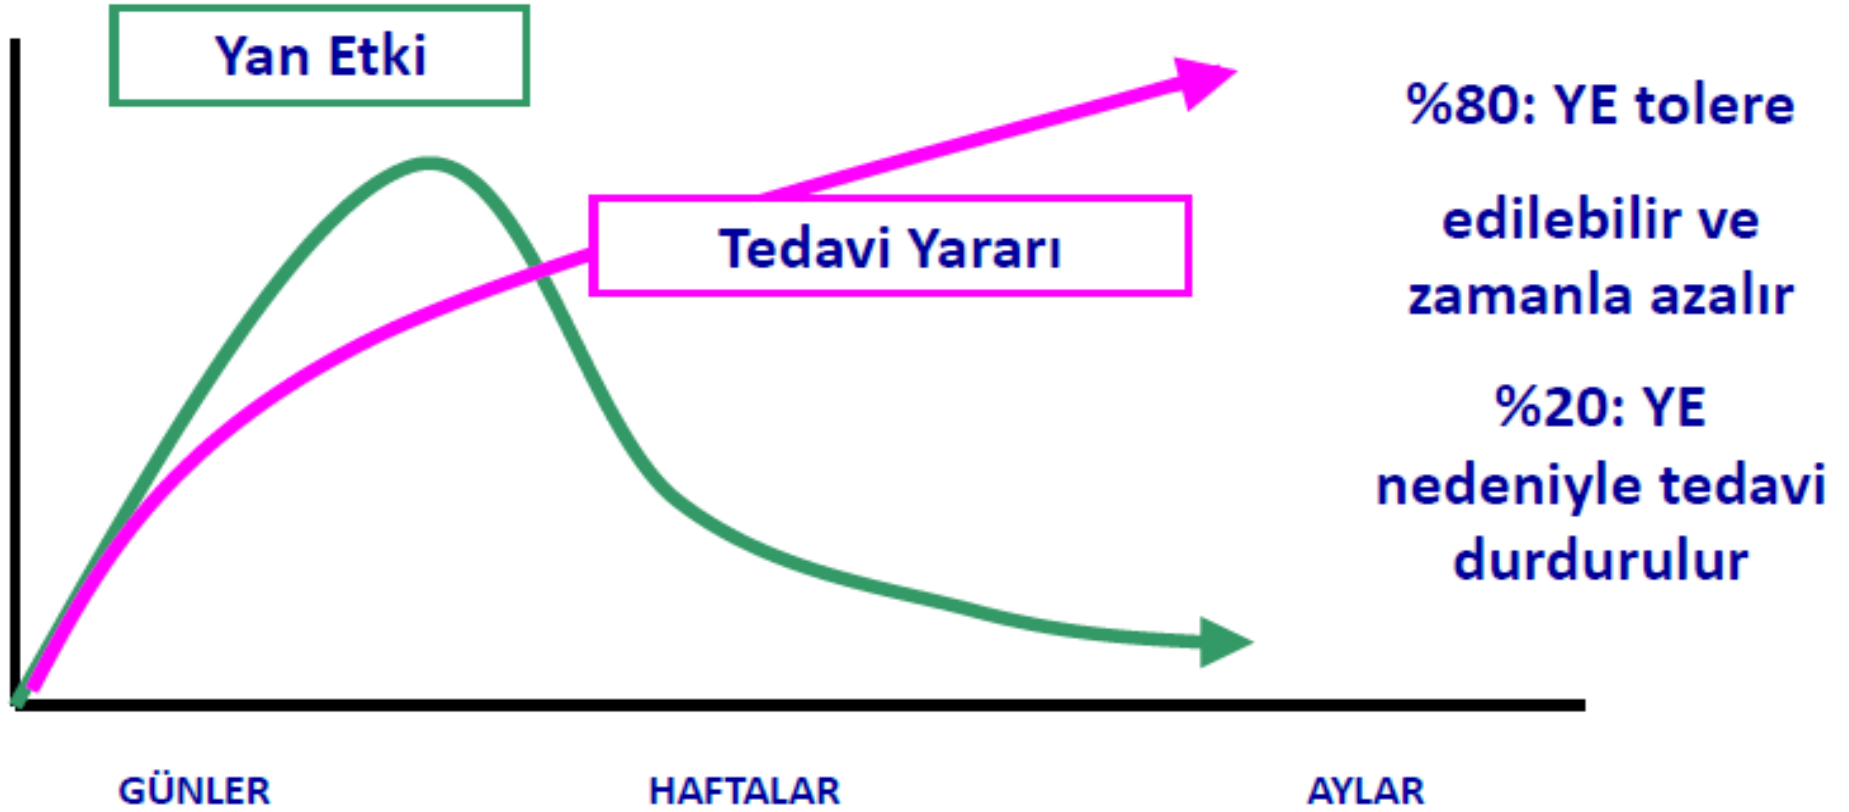 Yan Etki
Tedavi Yararı
%80: YE tolere
edilebilir ve
zamanla azalır
%20: YE
nedeniyle tedavi
durdurulur
GÜNLER
HAFTALAR
AYLAR